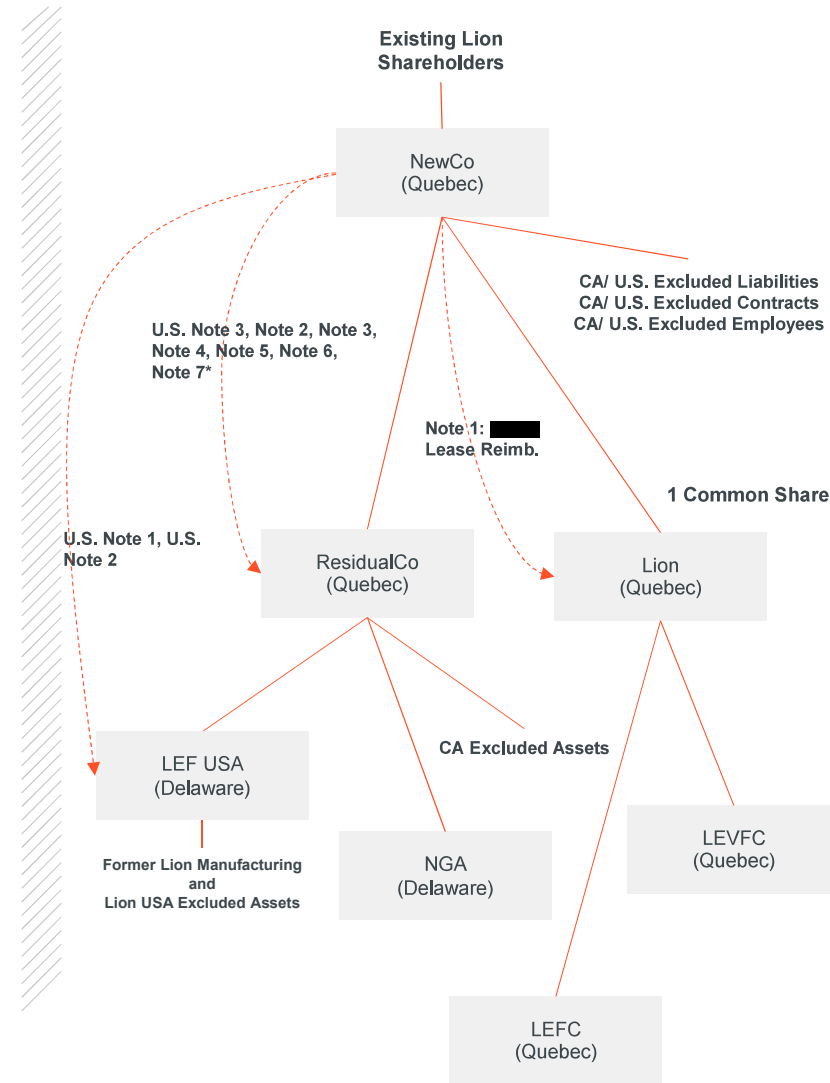 Existing Lion
Shareholders
NewCo
(Quebec)
CA/ U.S. Excluded Liabilities
CA/ U.S. Excluded Contracts
CA/ U.S. Excluded Employees
U.S. Note 3, Note 2, Note 3,
Note 4, Note 5, Note 6,
Note 7*
Note 1:
Lease Reimb.
1 Common Share
U.S. Note 1, U.S.
Note 2
ResidualCo
(Quebec)
Lion
(Quebec)
CA Excluded Assets
LEF USA
(Delaware)
Former Lion Manufacturing
and
Lion USA Excluded Assets
NGA
(Delaware)
LEVFC
(Quebec)
LEFC
(Quebec)